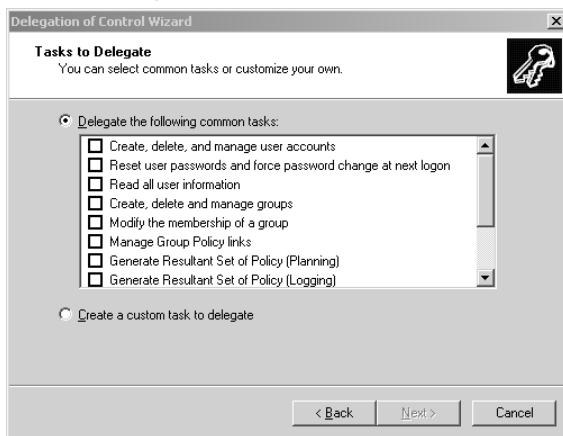 Delegation of Control Wizard
Tasks to Delegate
You can select common tasks or customize your own.
Delegate the following common tasks:
Create, delete, and manage user accounts
Reset user passwords and force password change at next logon
Read all user information
Create, delete and manage groups
Modify the membership of a group
Manage Group Policy links
Generate Resultant Set of Policy (Planning)
Generate Resultant Set of Policy (Logging)
Create a custom task to delegate
< Back Next > Cancel